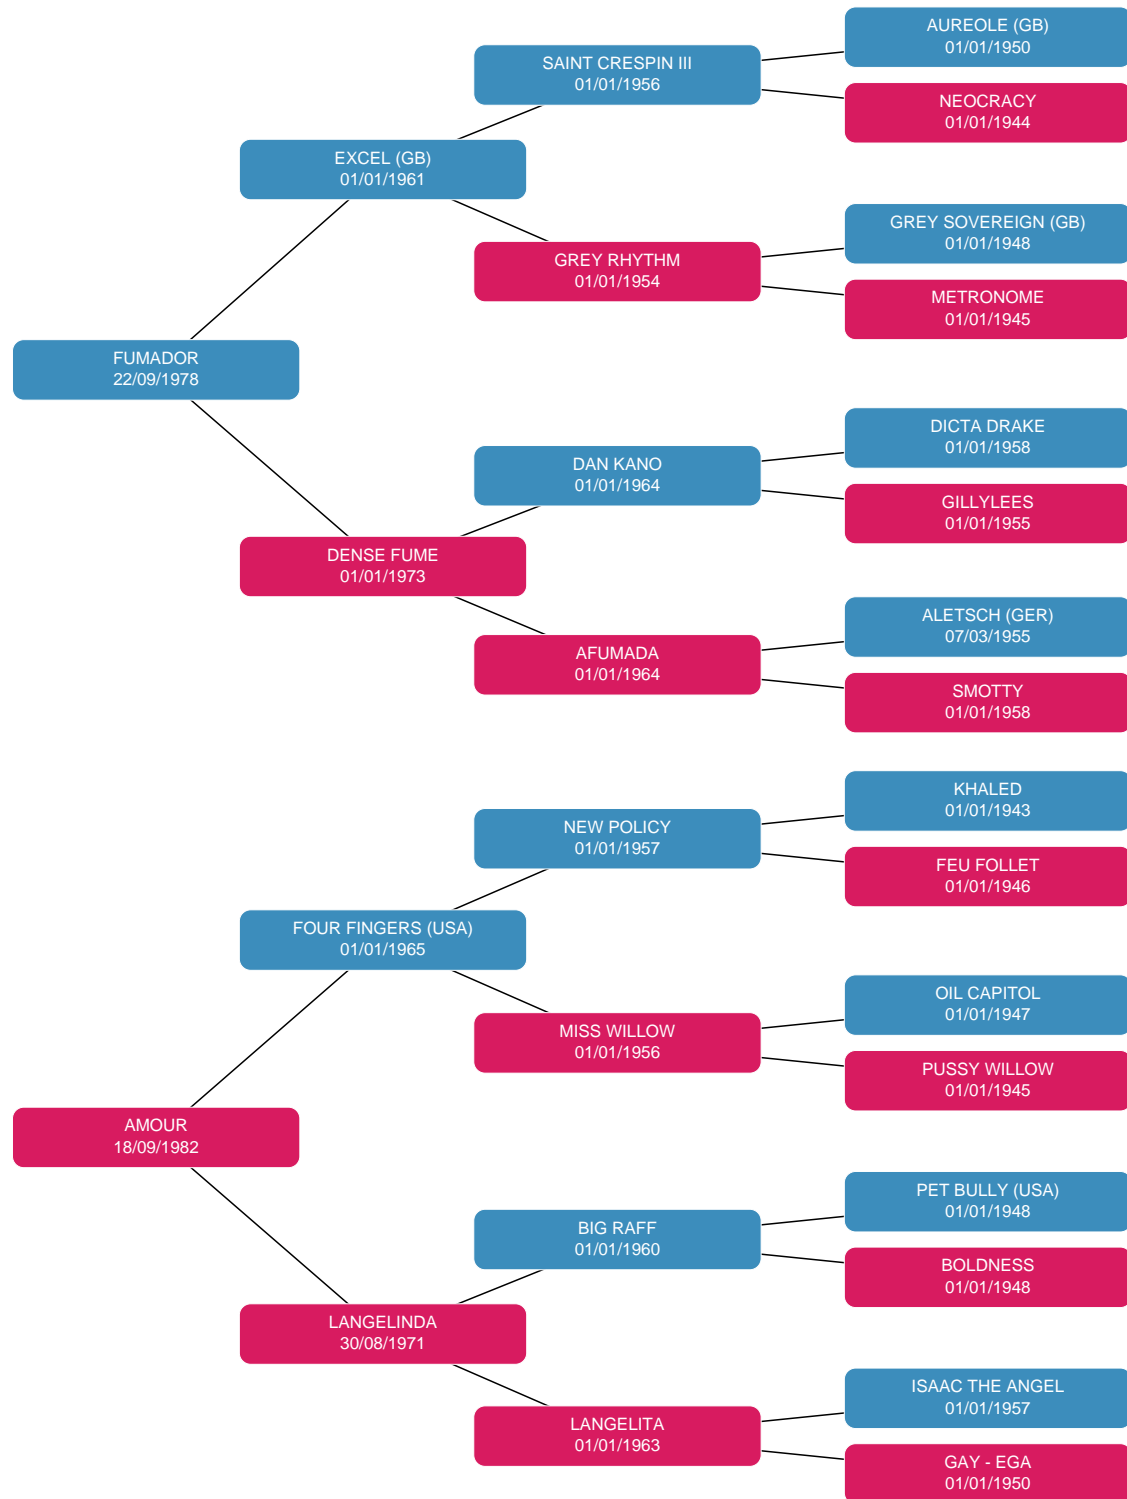 AUREOLE (GB)
01/01/1950
SAINT CRESPIN III
01/01/1956
NEOCRACY
01/01/1944
EXCEL (GB)
01/01/1961
GREY SOVEREIGN (GB)
01/01/1948
GREY RHYTHM
01/01/1954
METRONOME
01/01/1945
FUMADOR
22/09/1978
DICTA DRAKE
01/01/1958
DAN KANO
01/01/1964
GILLYLEES
01/01/1955
DENSE FUME
01/01/1973
ALETSCH (GER)
07/03/1955
AFUMADA
01/01/1964
SMOTTY
01/01/1958
KHALED
01/01/1943
NEW POLICY
01/01/1957
FEU FOLLET
01/01/1946
FOUR FINGERS (USA)
01/01/1965
OIL CAPITOL
01/01/1947
MISS WILLOW
01/01/1956
PUSSY WILLOW
01/01/1945
AMOUR
18/09/1982
PET BULLY (USA)
01/01/1948
BIG RAFF
01/01/1960
BOLDNESS
01/01/1948
LANGELINDA
30/08/1971
ISAAC THE ANGEL
01/01/1957
LANGELITA
01/01/1963
GAY - EGA
01/01/1950